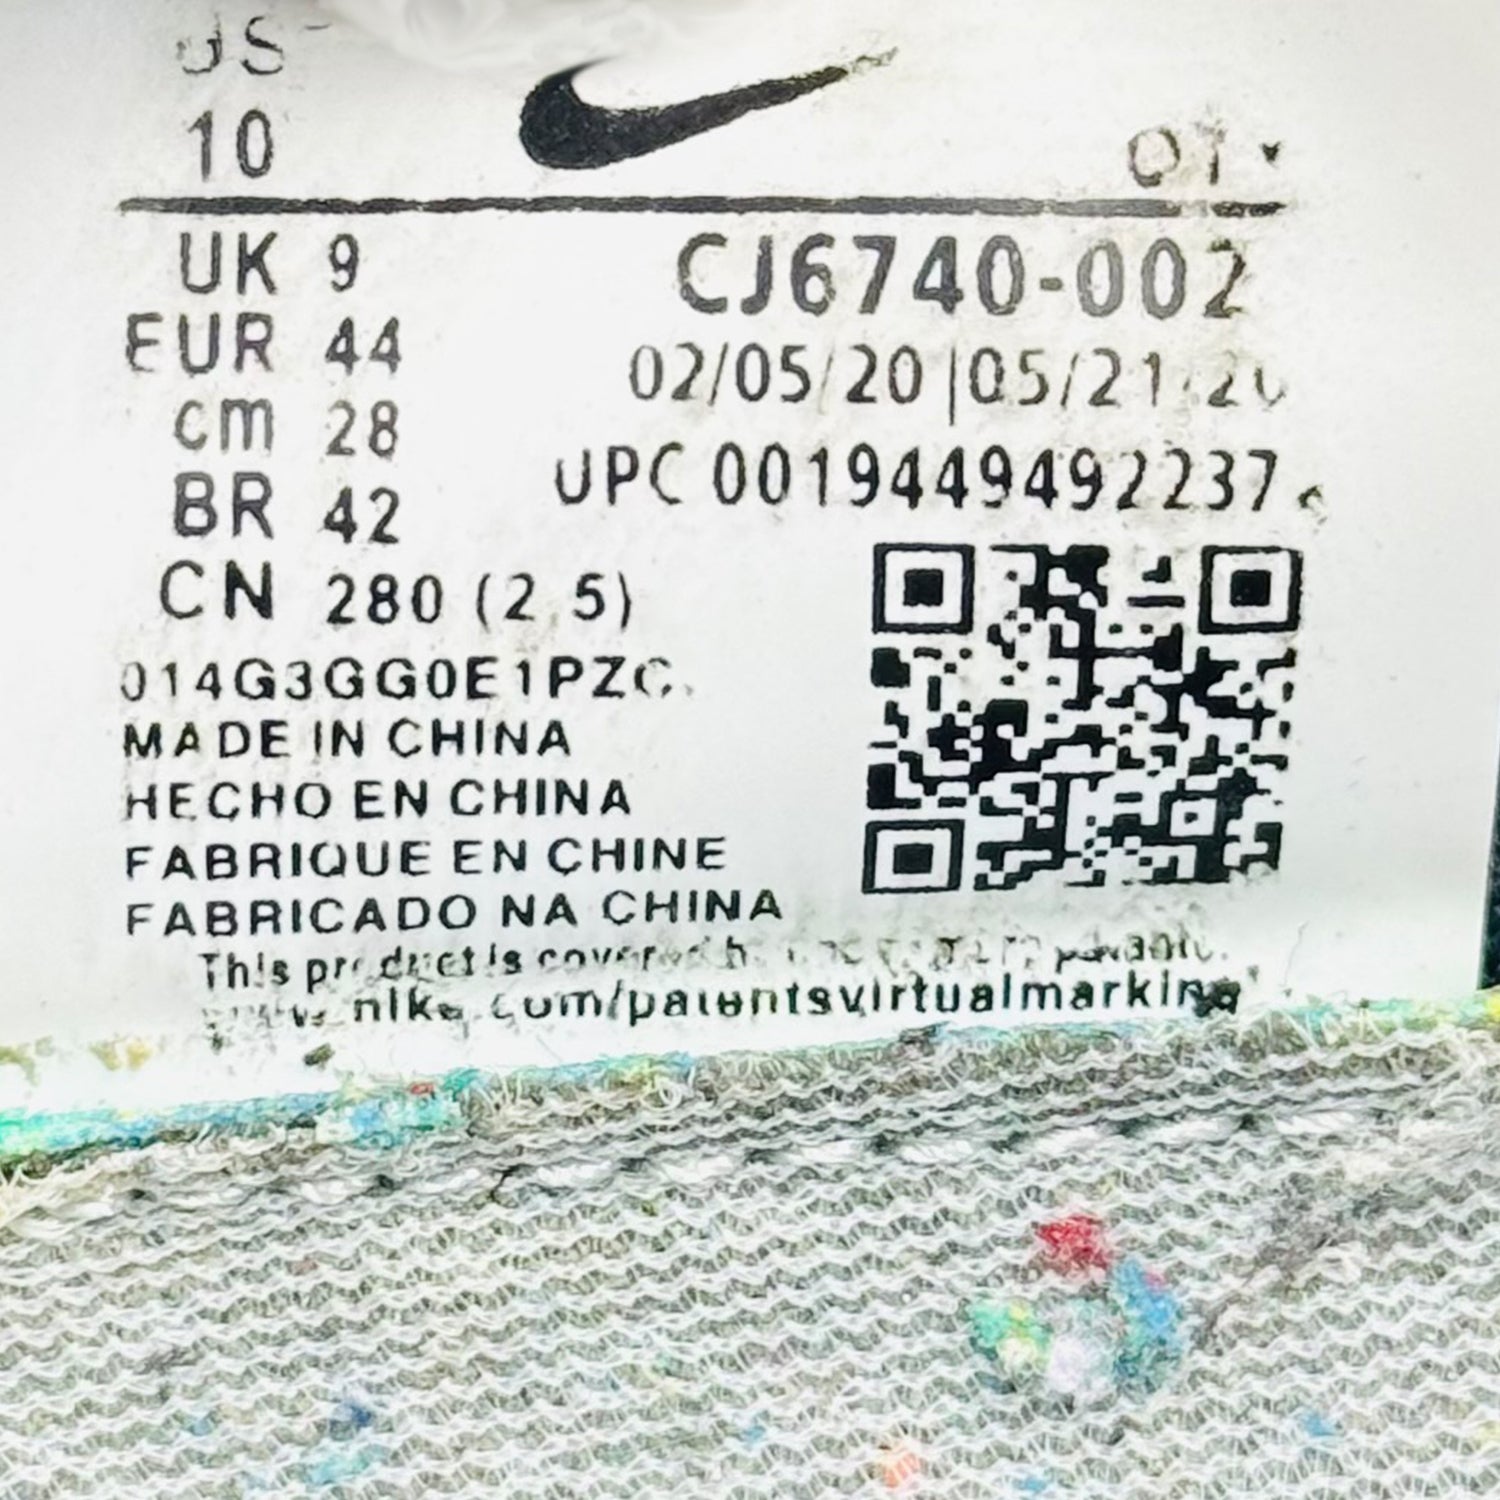 US
10
UK 9
EUR 44
cm 28
BR 42
CN 280 (2 5)
CJ6740-002
02/05/20 | 05/21/20
UPC 0019449492237
014G3GG0E1PZC
MADE IN CHINA
HECHO EN CHINA
FABRIQUE EN CHINE
FABRICADO NA CHINA
This product is covered
www.nike.com/patentsvirtualmarking